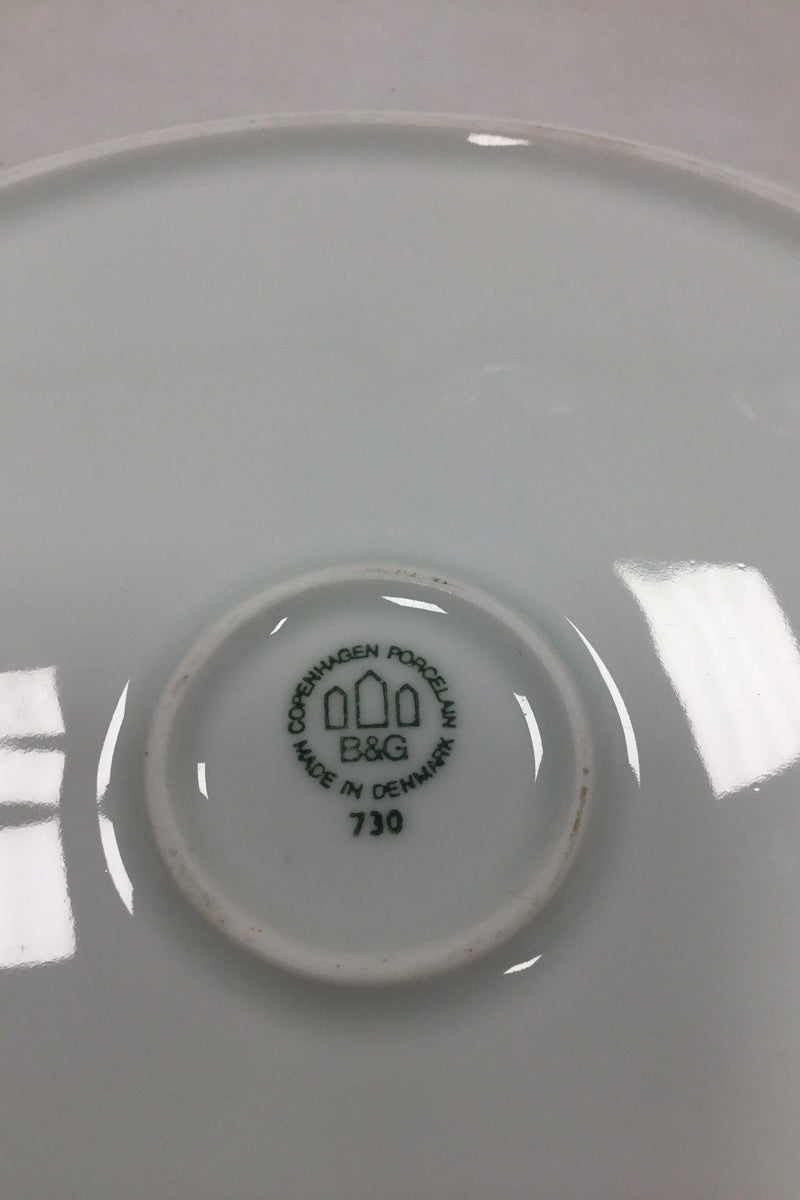 COPENHAGEN PORCELAIN
B&G
MADE IN DENMARK
730